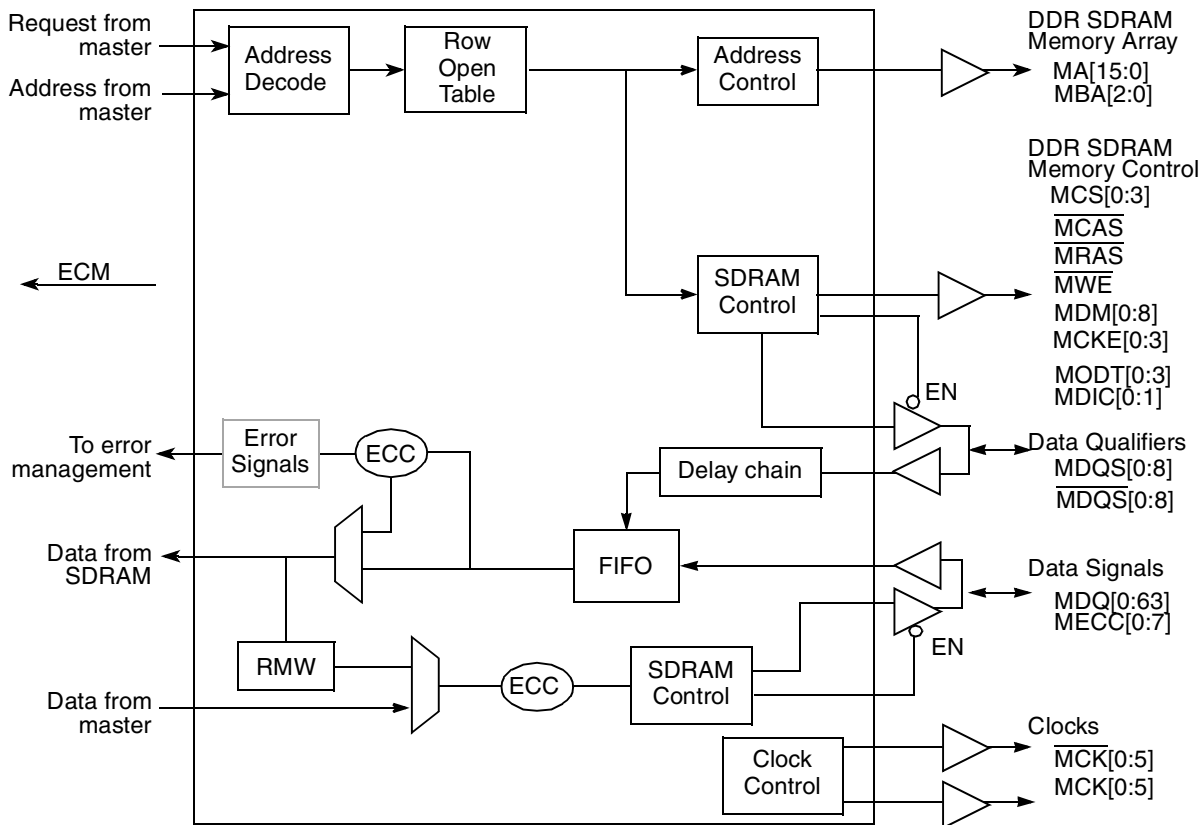 Request from
master
Address from
master
Address
Decode
Row
Open
Table
Address
Control
DDR SDRAM
Memory Array
MA[15:0]
MBA[2:0]
DDR SDRAM
Memory Control
MCS[0:3]
MCAS
MRAS
MWE
MDM[0:8]
MCKE[0:3]
MODT[0:3]
MDIC[0:1]
ECM
SDRAM
Control
EN
To error
management
Error
Signals
ECC
Delay chain
Data Qualifiers
MDQS[0:8]
MDQS[0:8]
Data from
SDRAM
FIFO
Data Signals
MDQ[0:63]
MECC[0:7]
EN
RMW
Data from
master
ECC
SDRAM
Control
Clock
Control
Clocks
MCK[0:5]
MCK[0:5]